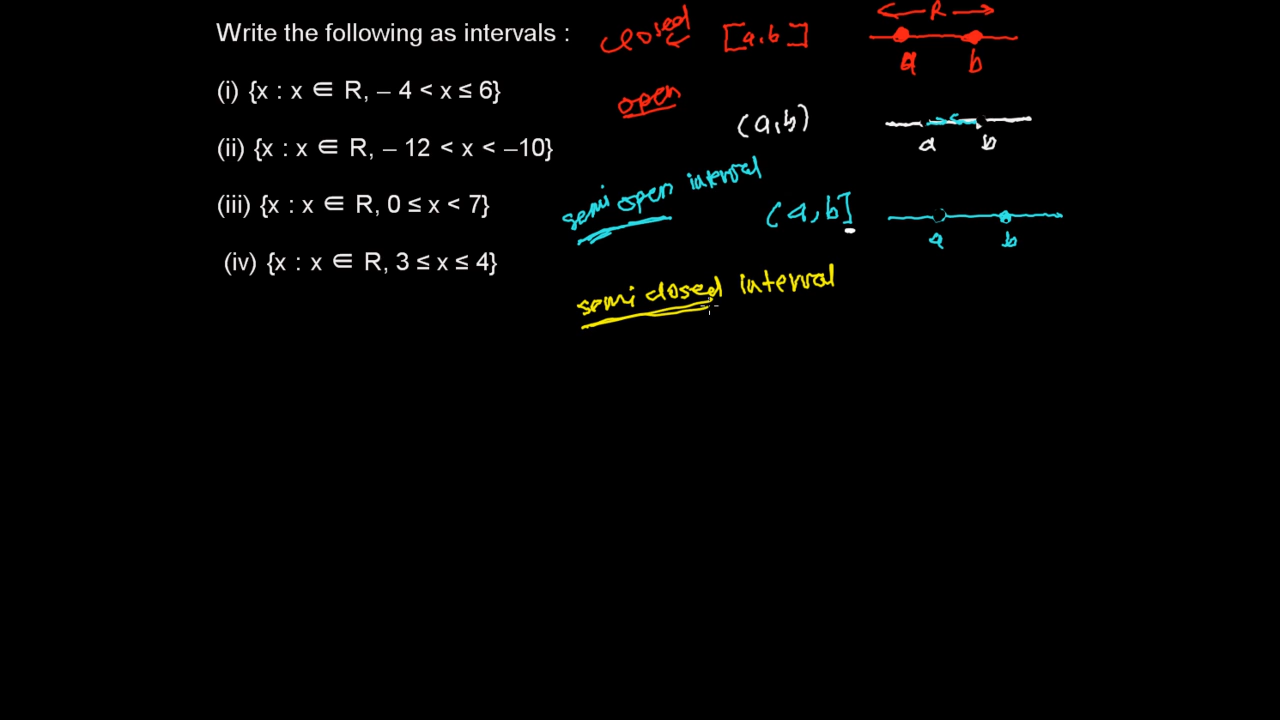 Write the following as intervals :
(i) {x : x ∈ R, – 4 < x ≤ 6}
(ii) {x : x ∈ R, – 12 < x < –10}
(iii) {x : x ∈ R, 0 ≤ x < 7}
(iv) {x : x ∈ R, 3 ≤ x ≤ 4}
closed [a,b] R
a b
open (a,b)
a b
semi open interval
(a,b]
a b
semi closed interval